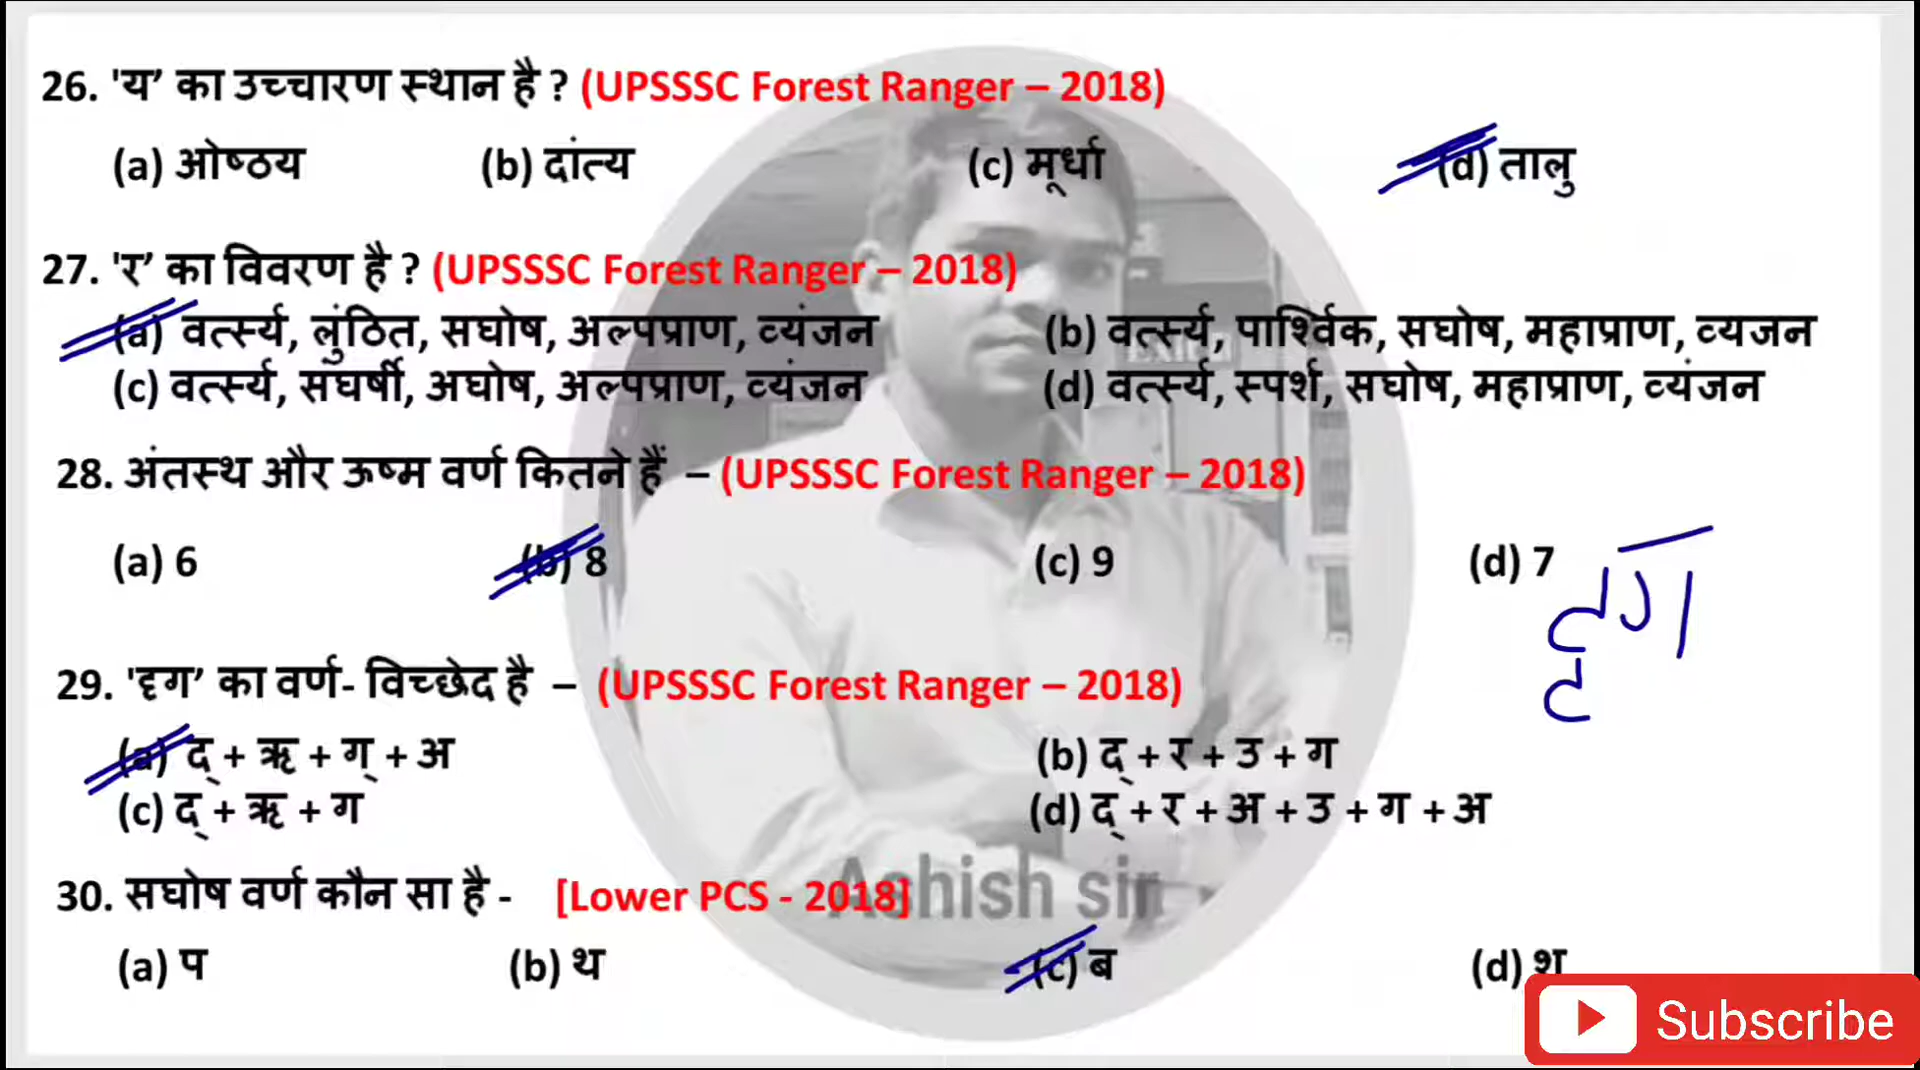 26. 'य’ का उच्चारण स्थान है ? (UPSSSC Forest Ranger – 2018)
(a) ओष्ठय (b) दांत्य (c) मूर्धा (d) तालु
27. 'र’ का विवरण है ? (UPSSSC Forest Ranger – 2018)
(a) वर्त्स्य, लुंठित, सघोष, अल्पप्राण, व्यंजन (b) वर्त्स्य, पार्श्विक, सघोष, महाप्राण, व्यजन
(c) वर्त्स्य, संघर्षी, अघोष, अल्पप्राण, व्यंजन (d) वर्त्स्य, स्पर्श, सघोष, महाप्राण, व्यंजन
28. अंतस्थ और ऊष्म वर्ण कितने हैं – (UPSSSC Forest Ranger – 2018)
(a) 6 (b) 8 (c) 9 (d) 7
29. 'दृग’ का वर्ण- विच्छेद है – (UPSSSC Forest Ranger – 2018)
दृग
(a) द् + ऋ + ग् + अ (b) द् + र + उ + ग
(c) द् + ऋ + ग (d) द् + र + अ + उ + ग + अ
30. सघोष वर्ण कौन सा है - [Lower PCS - 2018]
Ashish sir
(a) प (b) थ (c) ब (d) श
Subscribe